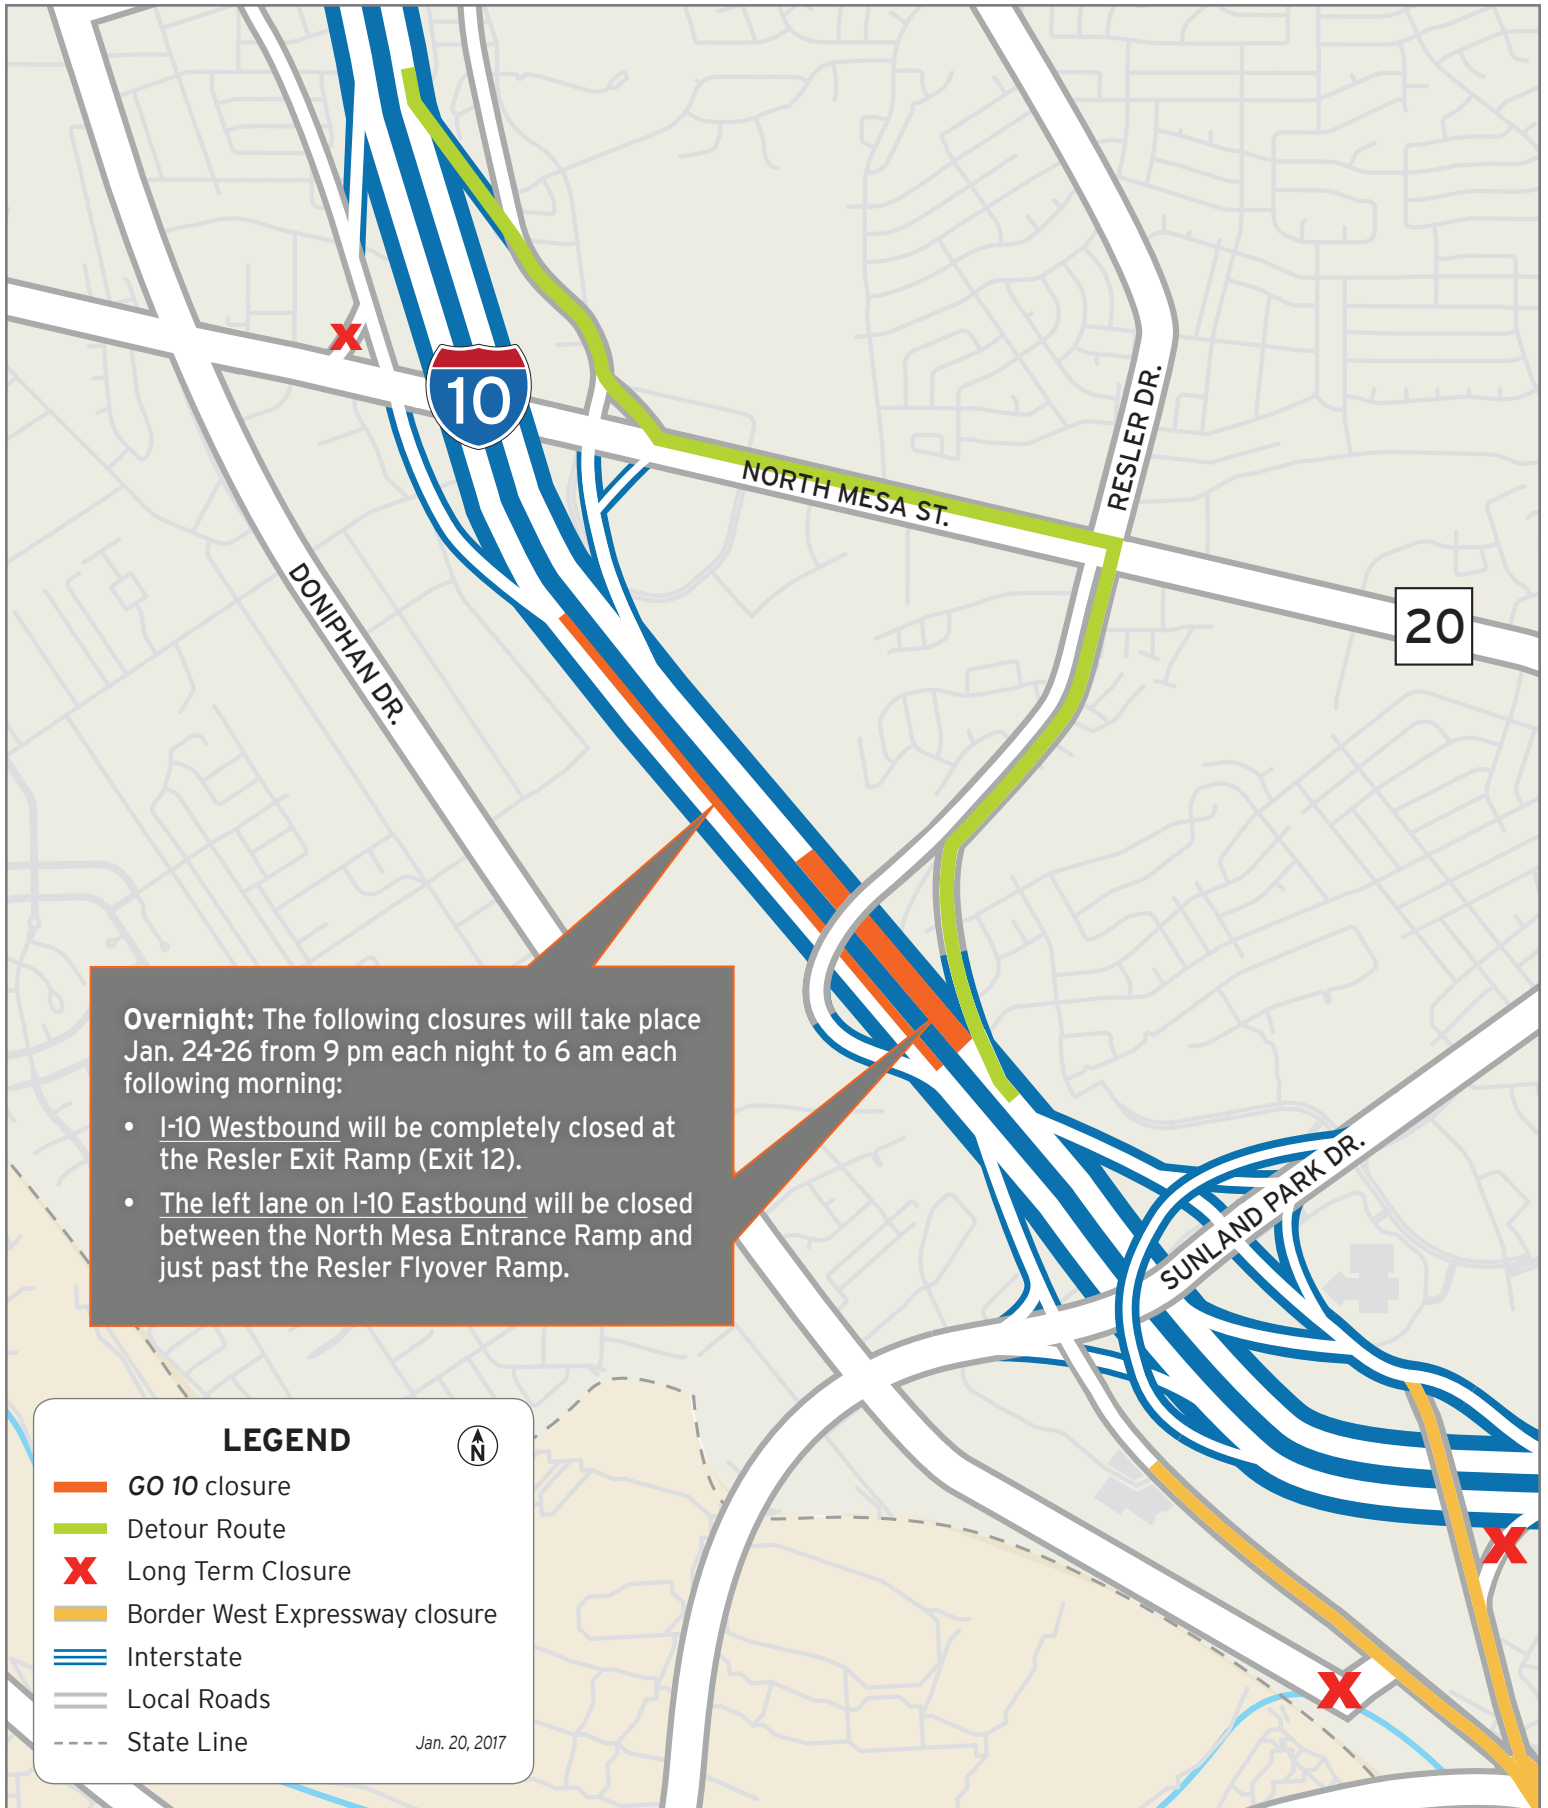 10
NORTH MESA ST.
RESLER DR.
20
DONIPHAN DR.
Overnight: The following closures will take place
Jan. 24-26 from 9 pm each night to 6 am each
following morning:
• I-10 Westbound will be completely closed at
the Resler Exit Ramp (Exit 12).
• The left lane on I-10 Eastbound will be closed
between the North Mesa Entrance Ramp and
just past the Resler Flyover Ramp.
SUNLAND PARK DR.
LEGEND
N
GO 10 closure
Detour Route
X Long Term Closure
Border West Expressway closure
Interstate
Local Roads
State Line
Jan. 20, 2017